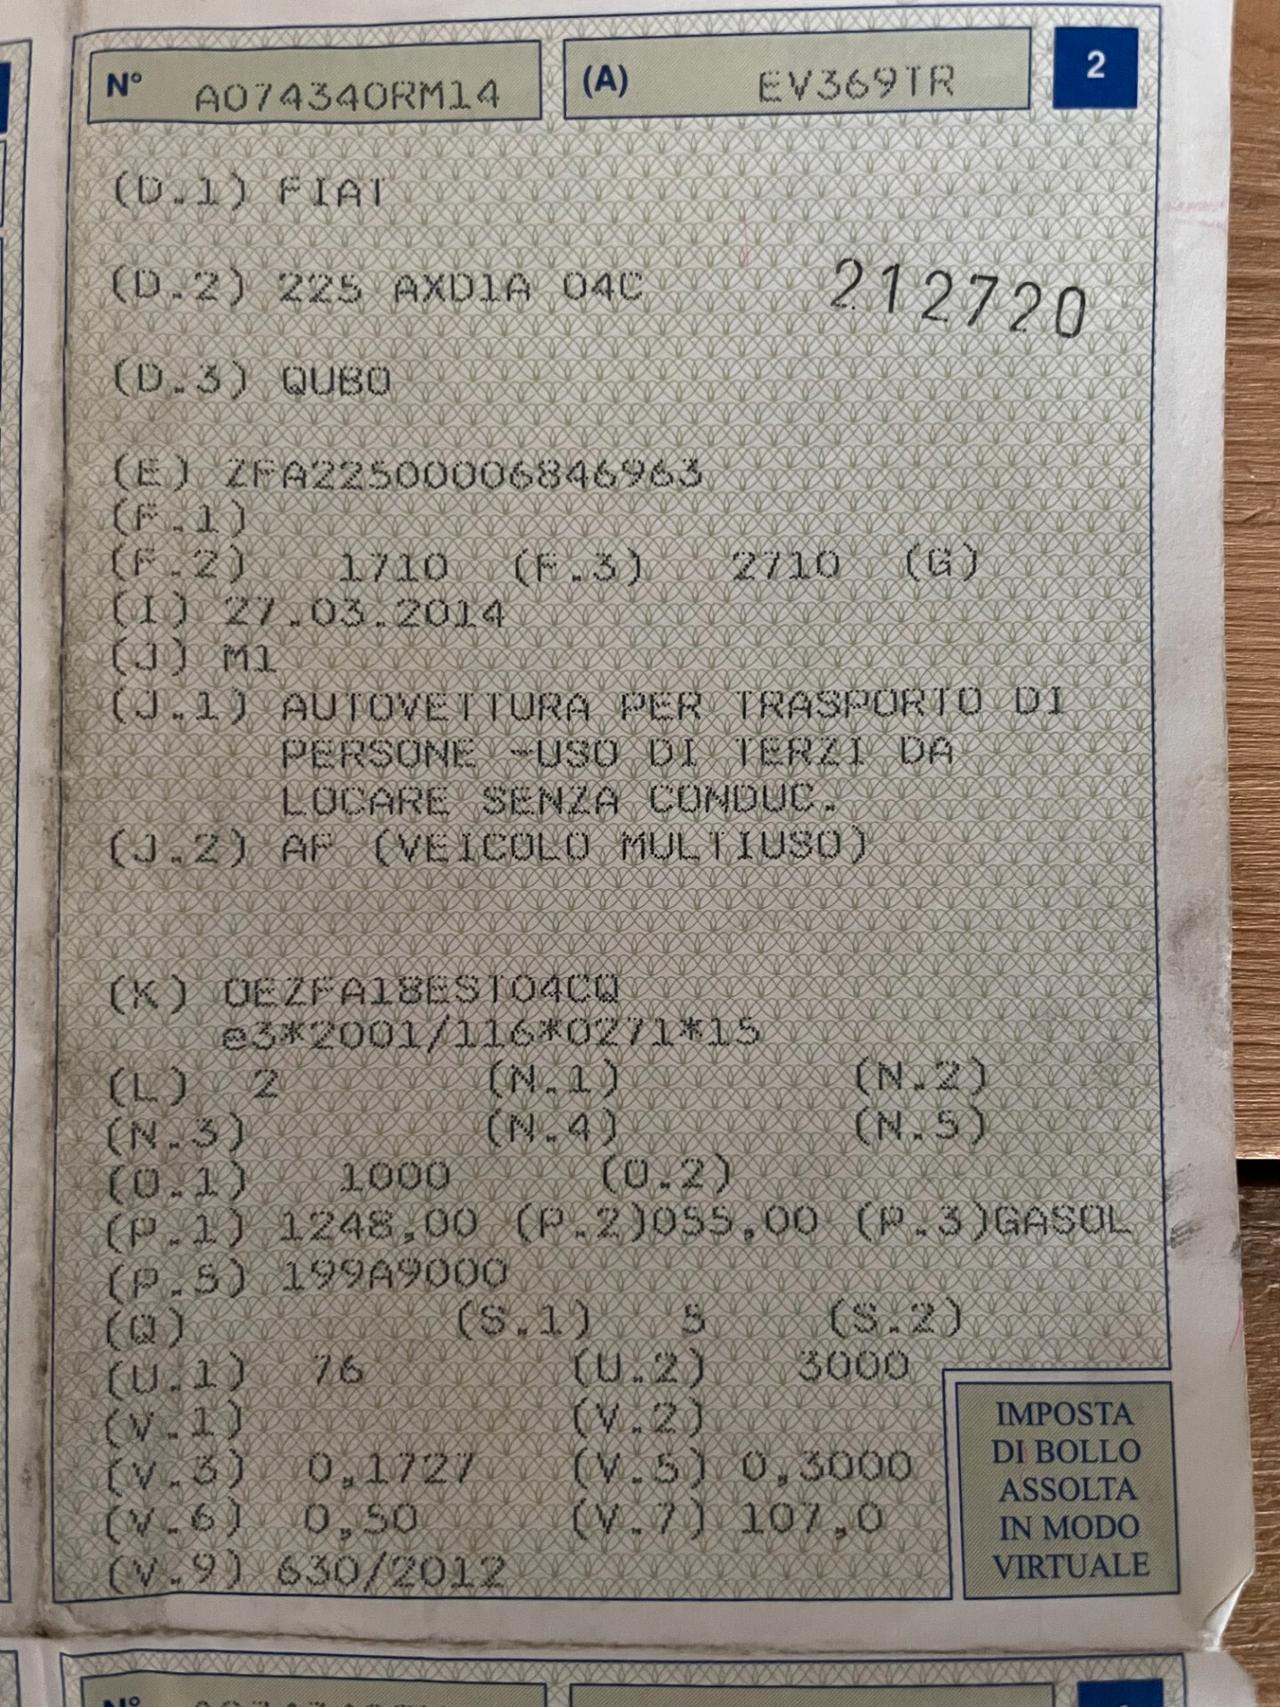 N° A074340RM14 (A) EV369TR 2
(D.1) FIAT
(D.2) 225 AXD1A 04C 212720
(D.3) QUBO
(E) ZFA22500006846963
(F.1)
(F.2) 1710 (F.3) 2710 (G)
(I) 27.03.2014
(J) M1
(J.1) AUTOVETTURA PER TRASPORTO DI
PERSONE -USO DI TERZI DA
LOCARE SENZA CONDUC.
(J.2) AF (VEICOLO MULTIUSO)
(K) OEZFA18EST04CQ
e3*2001/116*0271*15
(L) 2 (N.1) (N.2)
(N.3) (N.4) (N.5)
(O.1) 1000 (O.2)
(P.1) 1248,00 (P.2)055,00 (P.3)GASOL
(P.5) 199A9000
(Q) (S.1) 5 (S.2)
(U.1) 76 (U.2) 3000
(V.1) (V.2)
(V.3) 0,1727 (V.5) 0,3000
(V.6) 0,50 (V.7) 107,0
(V.9) 630/2012
IMPOSTA
DI BOLLO
ASSOLTA
IN MODO
VIRTUALE
N°